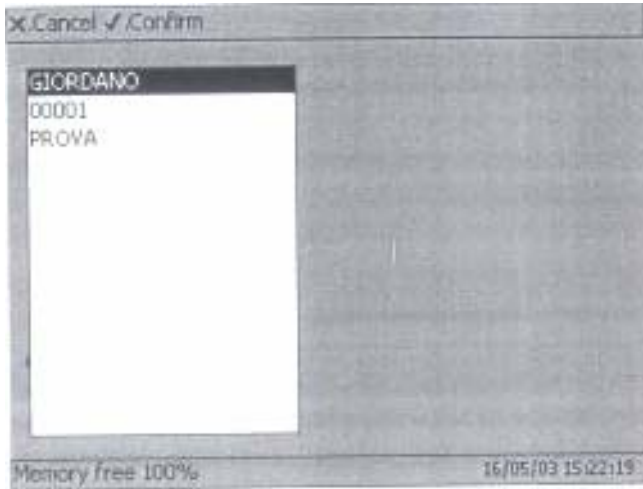 X.Cancel ✓.Confirm
GIORDANO
00001
PROVA
Memory free 100%
16/05/03 15:22:19